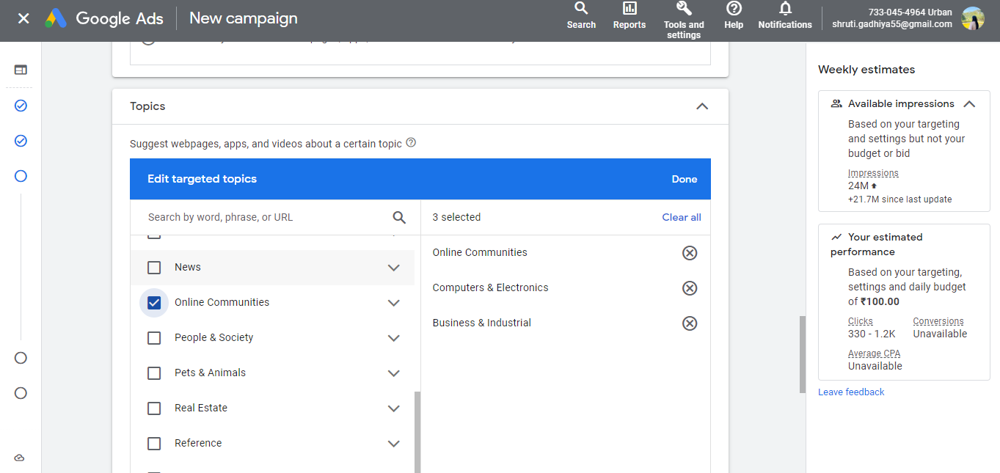 Google Ads
New campaign
Search
Reports
Tools and
settings
Help
Notifications
733-045-4964 Urban
shruti.gadhiya55@gmail.com
Topics
Suggest webpages, apps, and videos about a certain topic
Edit targeted topics
Done
Search by word, phrase, or URL
3 selected
Clear all
News
Online Communities
People & Society
Pets & Animals
Real Estate
Reference
Online Communities
Computers & Electronics
Business & Industrial
Weekly estimates
Available impressions
Based on your targeting
and settings but not your
budget or bid
Impressions
24M
+21.7M since last update
Your estimated
performance
Based on your targeting,
settings and daily budget
of ₹100.00
Clicks
330 - 1.2K
Conversions
Unavailable
Average CPA
Unavailable
Leave feedback